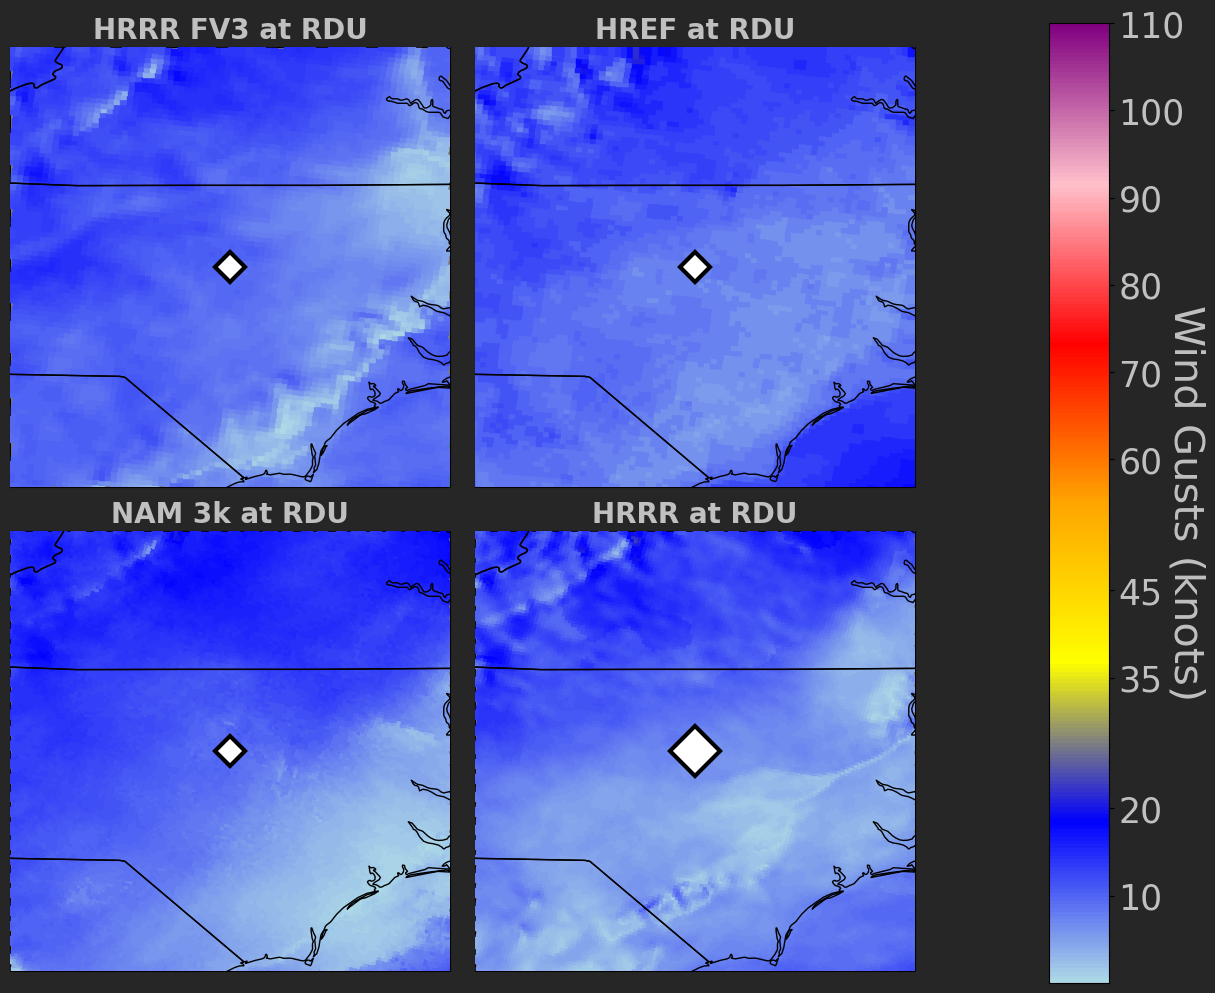 HRRR FV3 at RDU
HREF at RDU
NAM 3k at RDU
HRRR at RDU
110
100
90
80
70
60
45
35
20
10
Wind Gusts (knots)